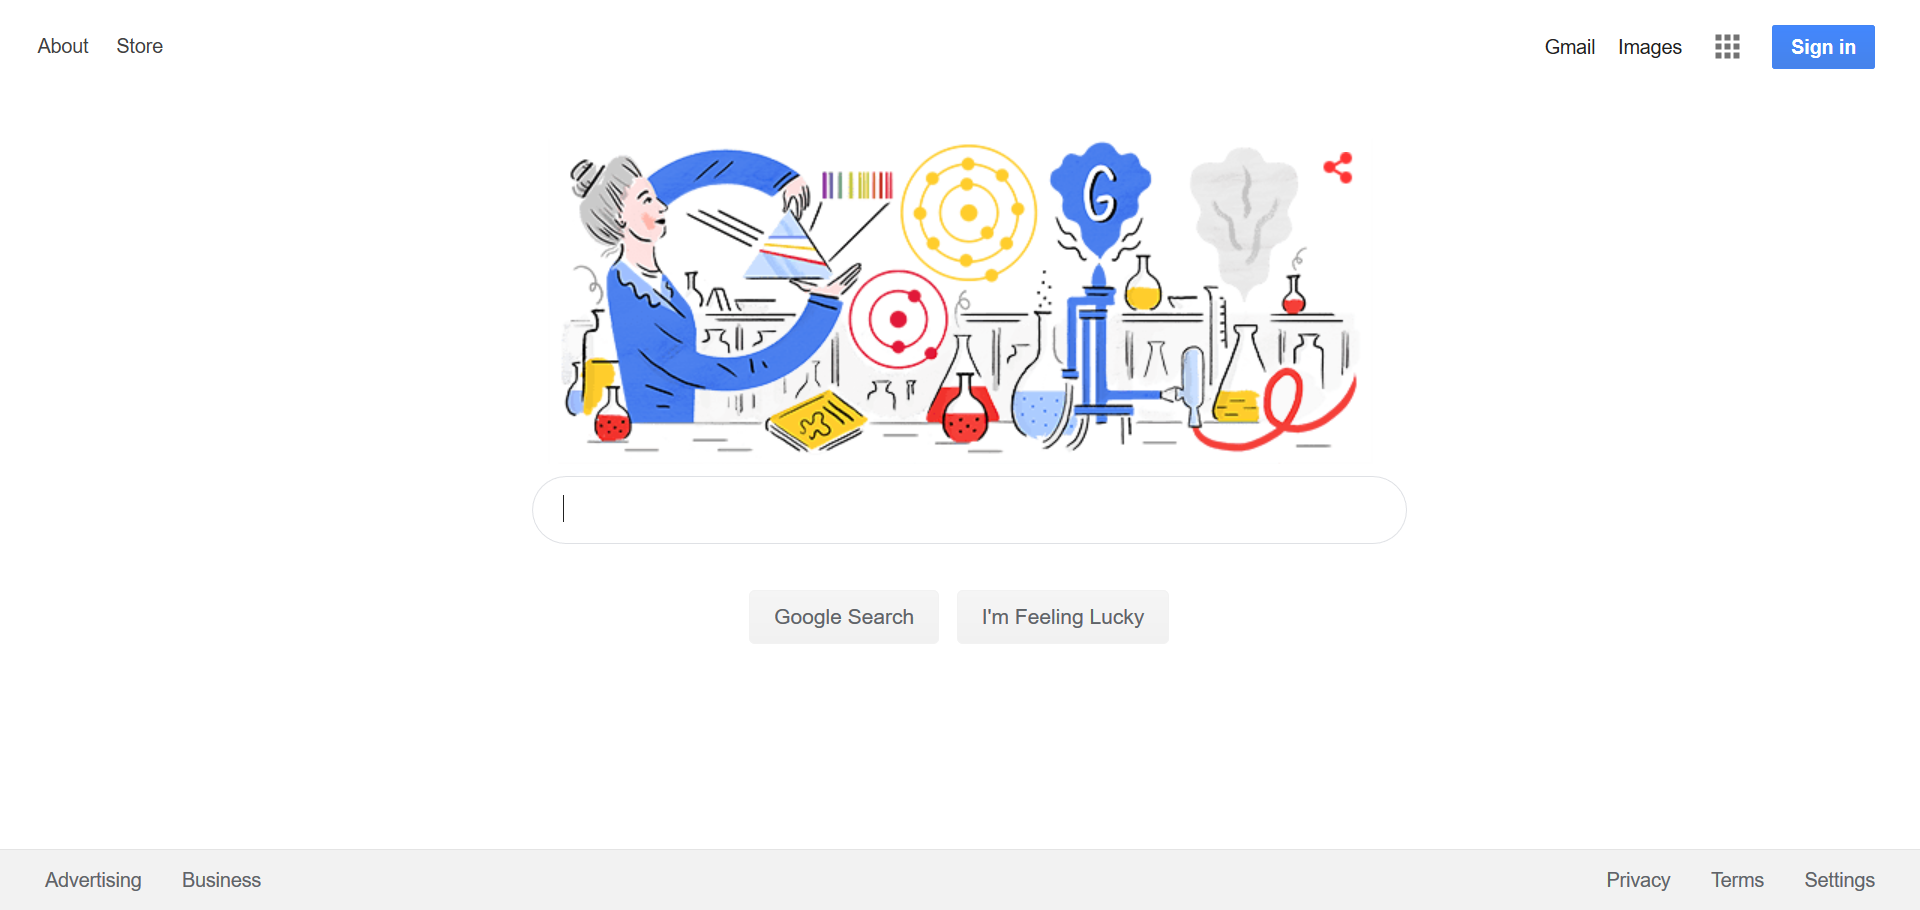 About Store
Gmail Images Sign in
G
Google Search I'm Feeling Lucky
Advertising Business
Privacy Terms Settings